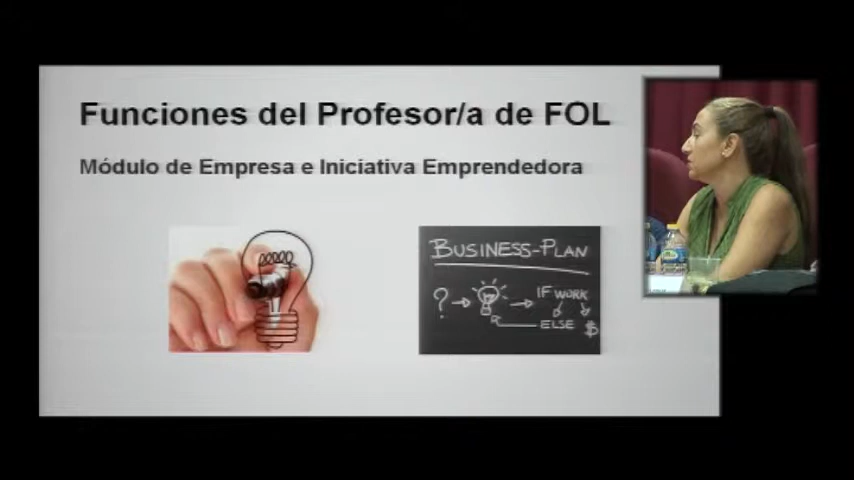 Funciones del Profesor/a de FOL
Módulo de Empresa e Iniciativa Emprendedora
BUSINESS-PLAN
? IF WORK
ELSE $